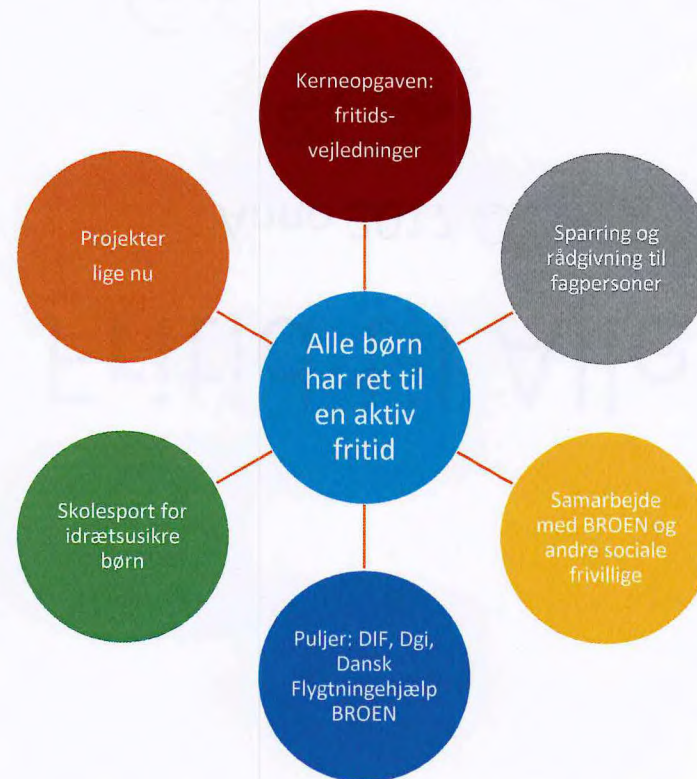 Kerneopgaven:
fritids-
vejledninger
Projekter
lige nu
Sparring og
rådgivning til
fagpersoner
Alle børn
har ret til
en aktiv
fritid
Skolesport for
idrætsusikre
børn
Samarbejde
med BROEN og
andre sociale
frivillige
Puljer: DIF, Dgi,
Dansk
Flygtningehjælp
BROEN